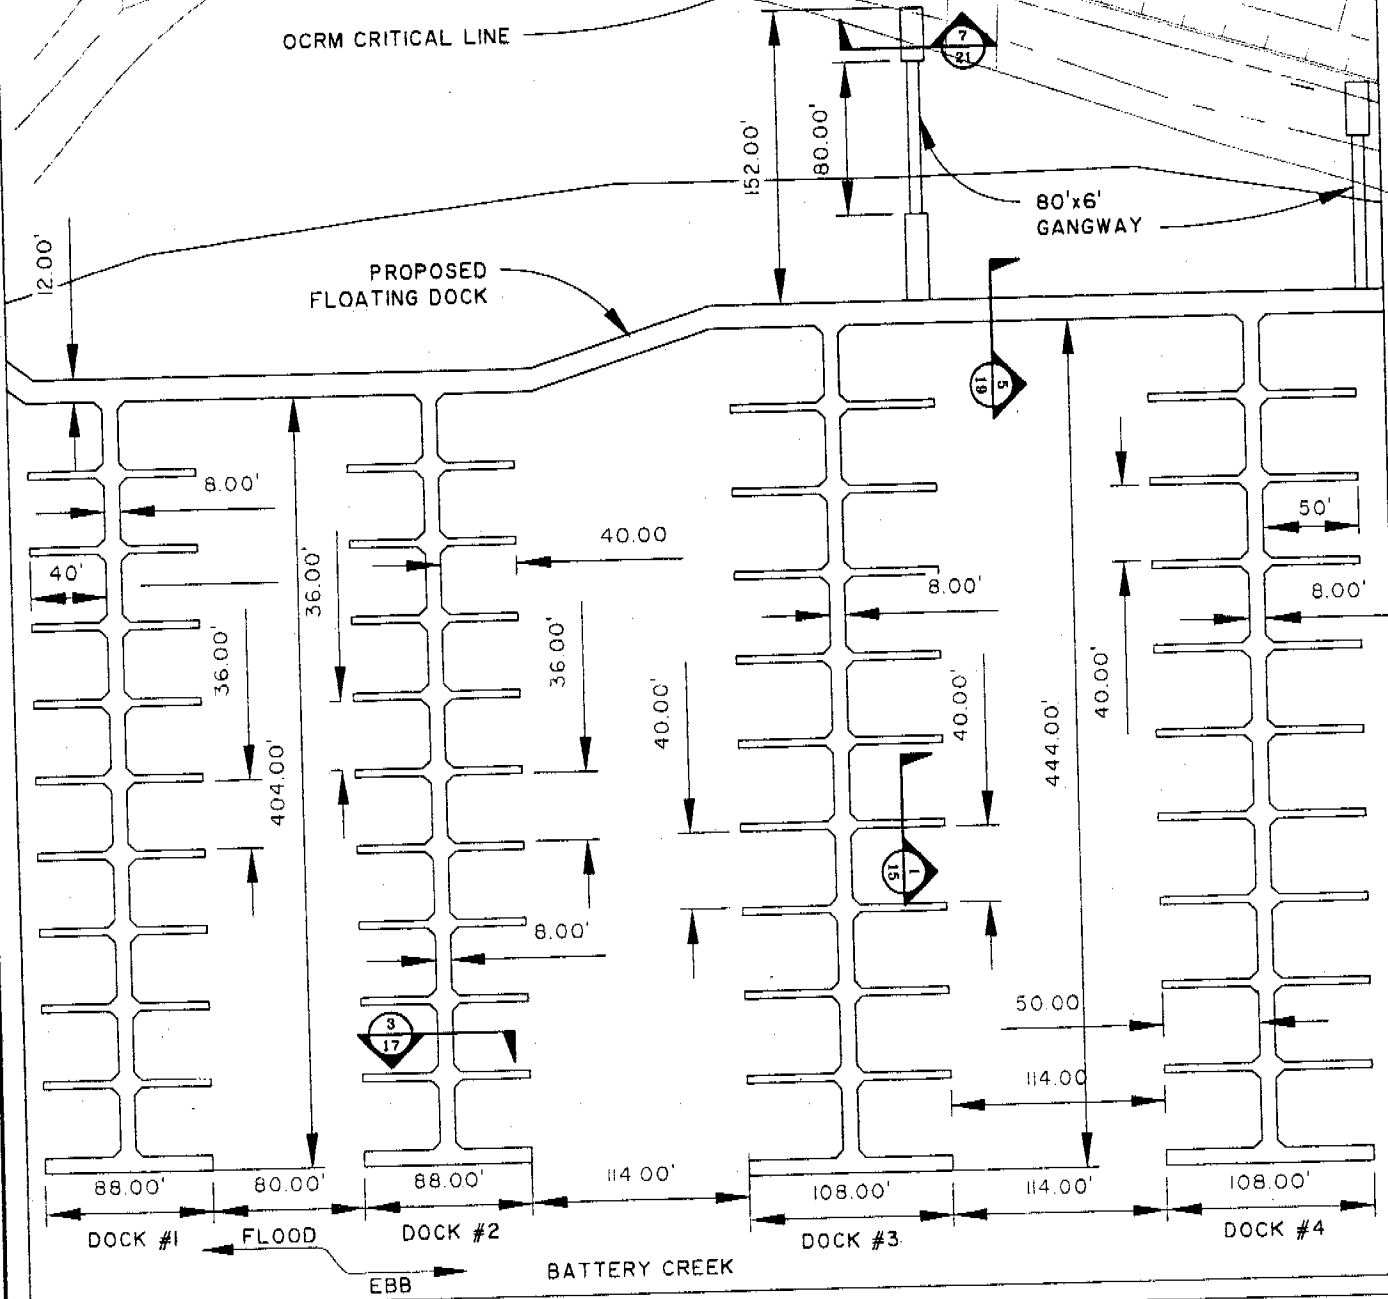 OCRM CRITICAL LINE
7
21
152.00'
80.00'
80'x6'
GANGWAY
12.00'
PROPOSED
FLOATING DOCK
5
19
8.00'
40'
36.00'
40.00
36.00'
36.00'
404.00'
8.00'
50'
8.00'
40.00'
40.00'
40.00'
444.00'
1
15
8.00'
3
17
50.00
114.00
88.00'
80.00'
88.00'
114.00'
108.00'
114.00'
108.00'
DOCK #1
FLOOD
DOCK #2
DOCK #3
DOCK #4
EBB
BATTERY CREEK